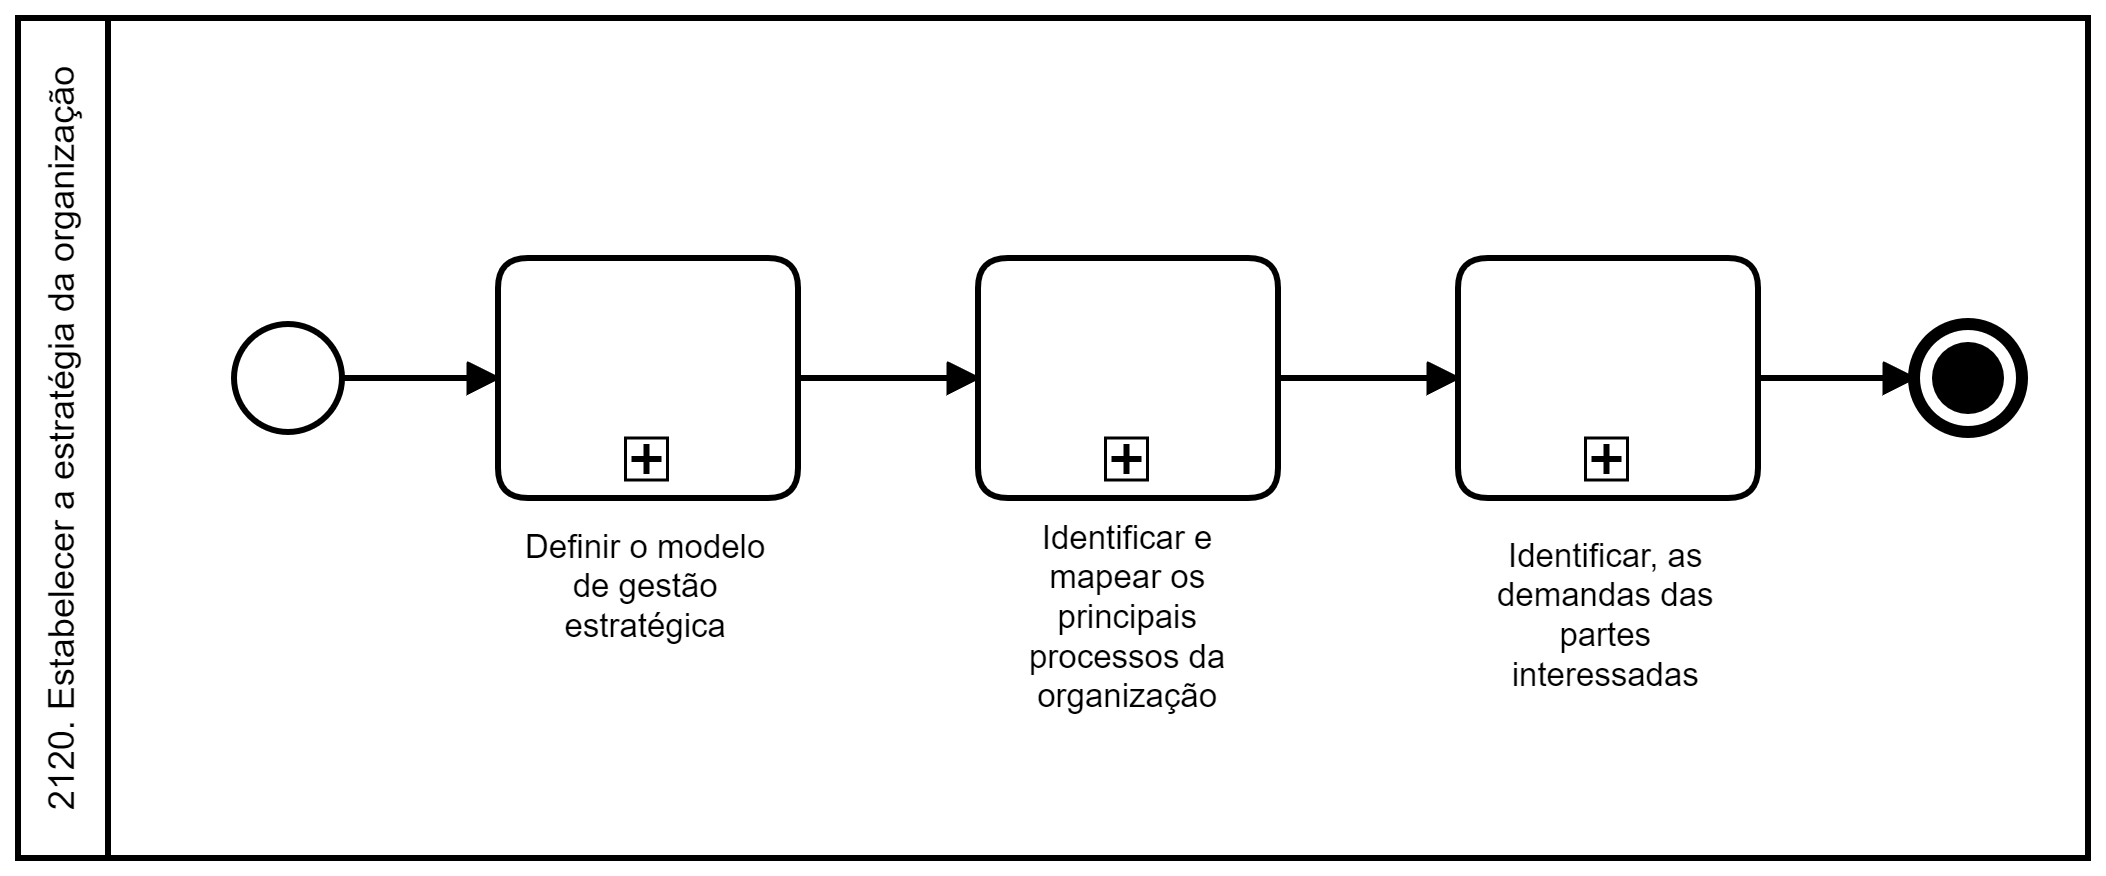 2120. Estabelecer a estratégia da organização
Definir o modelo
de gestão
estratégica
Identificar e
mapear os
principais
processos da
organização
Identificar, as
demandas das
partes
interessadas